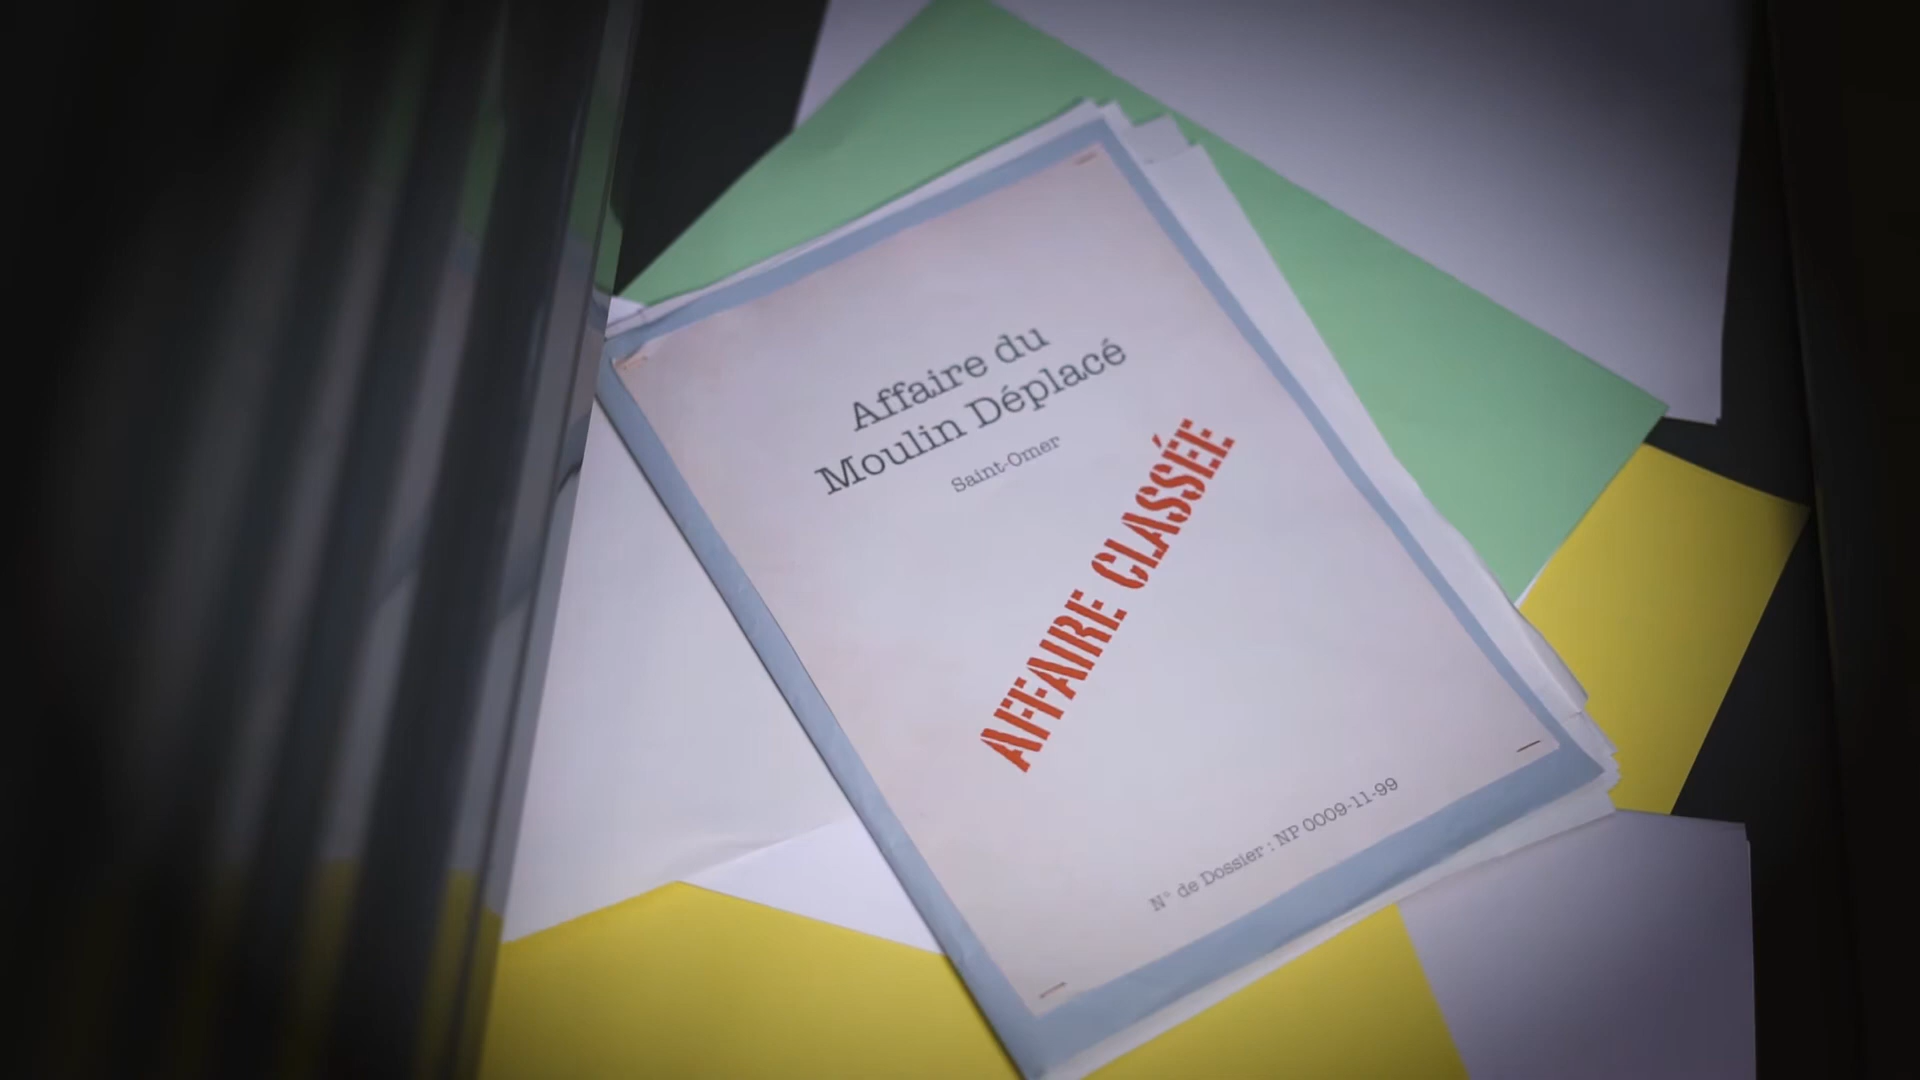 Affaire du
Moulin Déplacé
Saint-Omer
AFFAIRE CLASSÉE
N° de Dossier : NP 0009-11-99